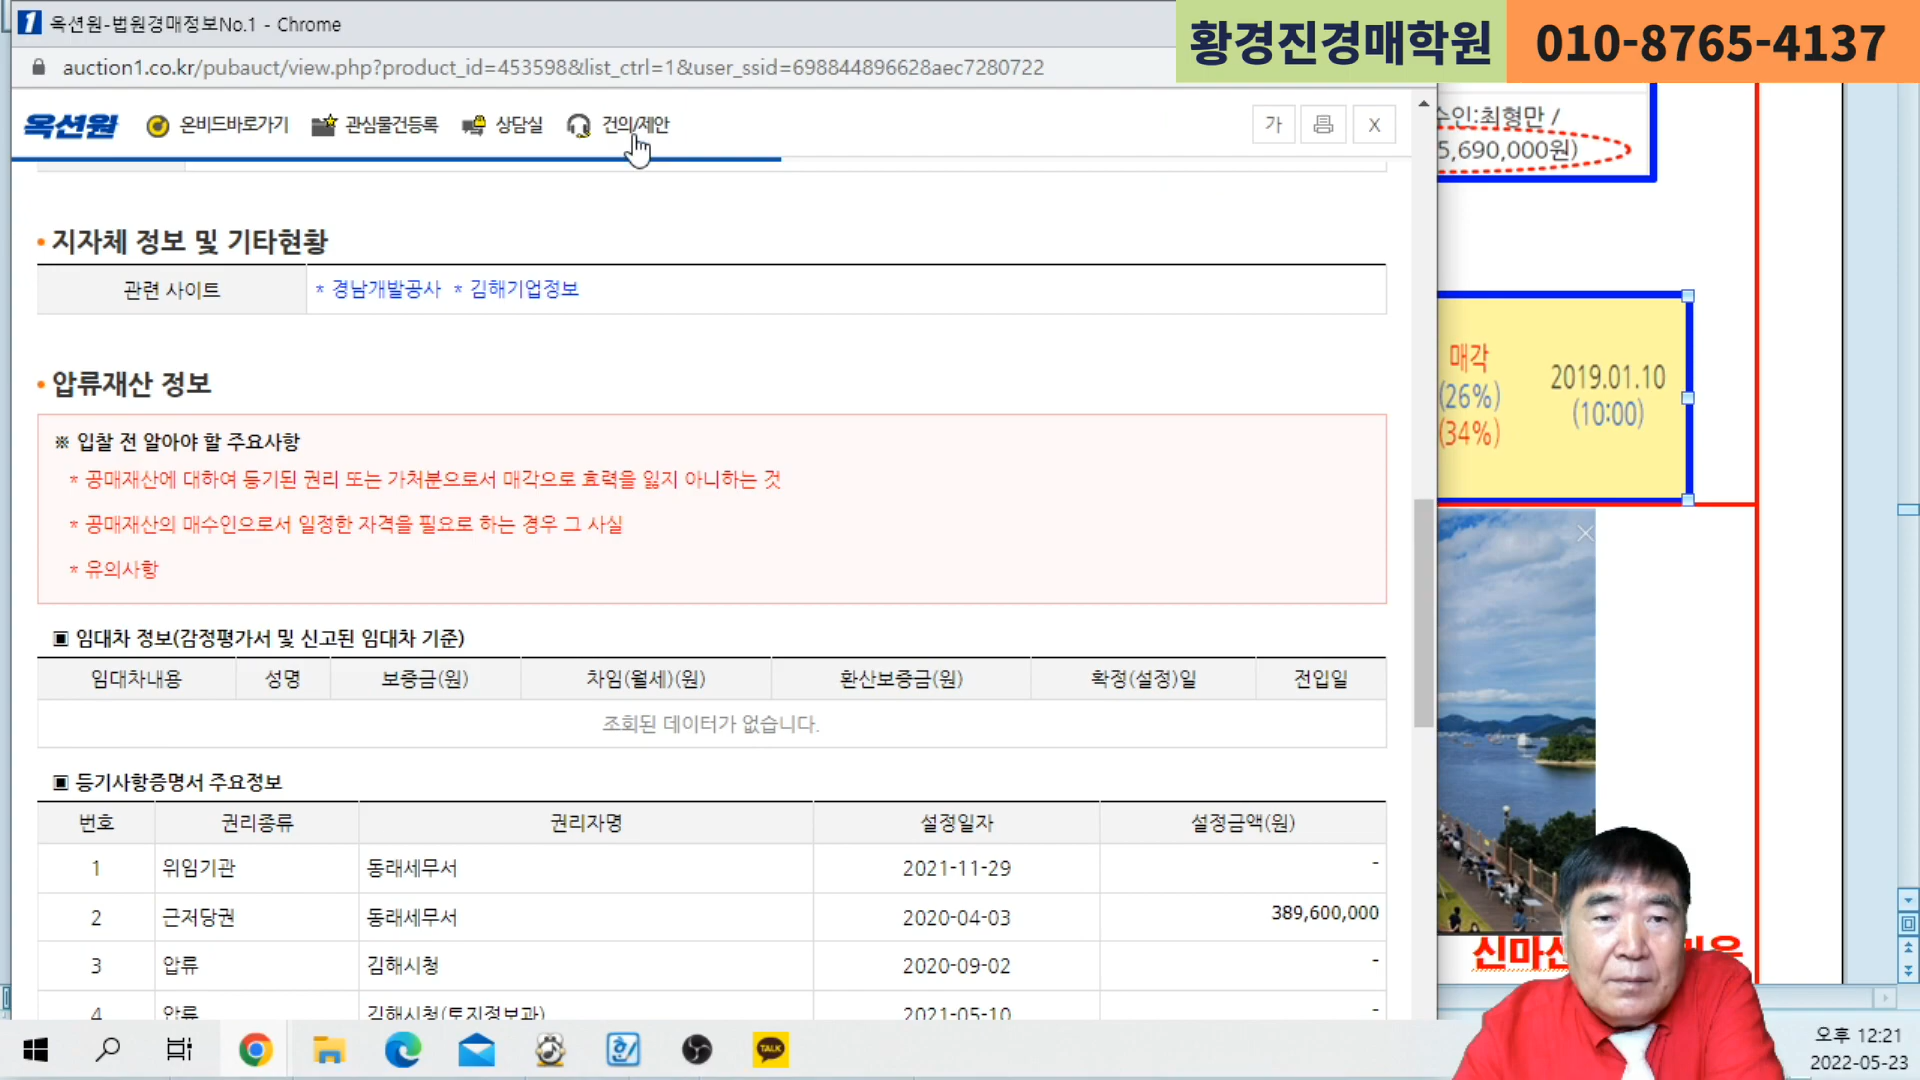 옥션원-법원경매정보No.1 - Chrome
황경진경매학원
010-8765-4137
auction1.co.kr/pubauct/view.php?product_id=453598&list_ctrl=1&user_ssid=698844896628aec7280722
옥션원
온비드바로가기
관심물건등록
상담실
건의/제안
가
X
수인:최형만 /
5,690,000원)
• 지자체 정보 및 기타현황
관련 사이트
* 경남개발공사 * 김해기업정보
• 압류재산 정보
※ 입찰 전 알아야 할 주요사항
* 공매재산에 대하여 등기된 권리 또는 가처분으로서 매각으로 효력을 잃지 아니하는 것
* 공매재산의 매수인으로서 일정한 자격을 필요로 하는 경우 그 사실
* 유의사항
매각
(26%)
(34%)
2019.01.10
(10:00)
▣ 임대차 정보(감정평가서 및 신고된 임대차 기준)
임대차내용 성명 보증금(원) 차임(월세)(원) 환산보증금(원) 확정(설정)일 전입일
조회된 데이터가 없습니다.
▣ 등기사항증명서 주요정보
번호 권리종류 권리자명 설정일자 설정금액(원)
1 위임기관 동래세무서 2021-11-29 -
2 근저당권 동래세무서 2020-04-03 389,600,000
3 압류 김해시청 2020-09-02 -
4 압류 김해시청(토지정보과) 2021-05-10 -
신마산
TALK
오후 12:21
2022-05-23